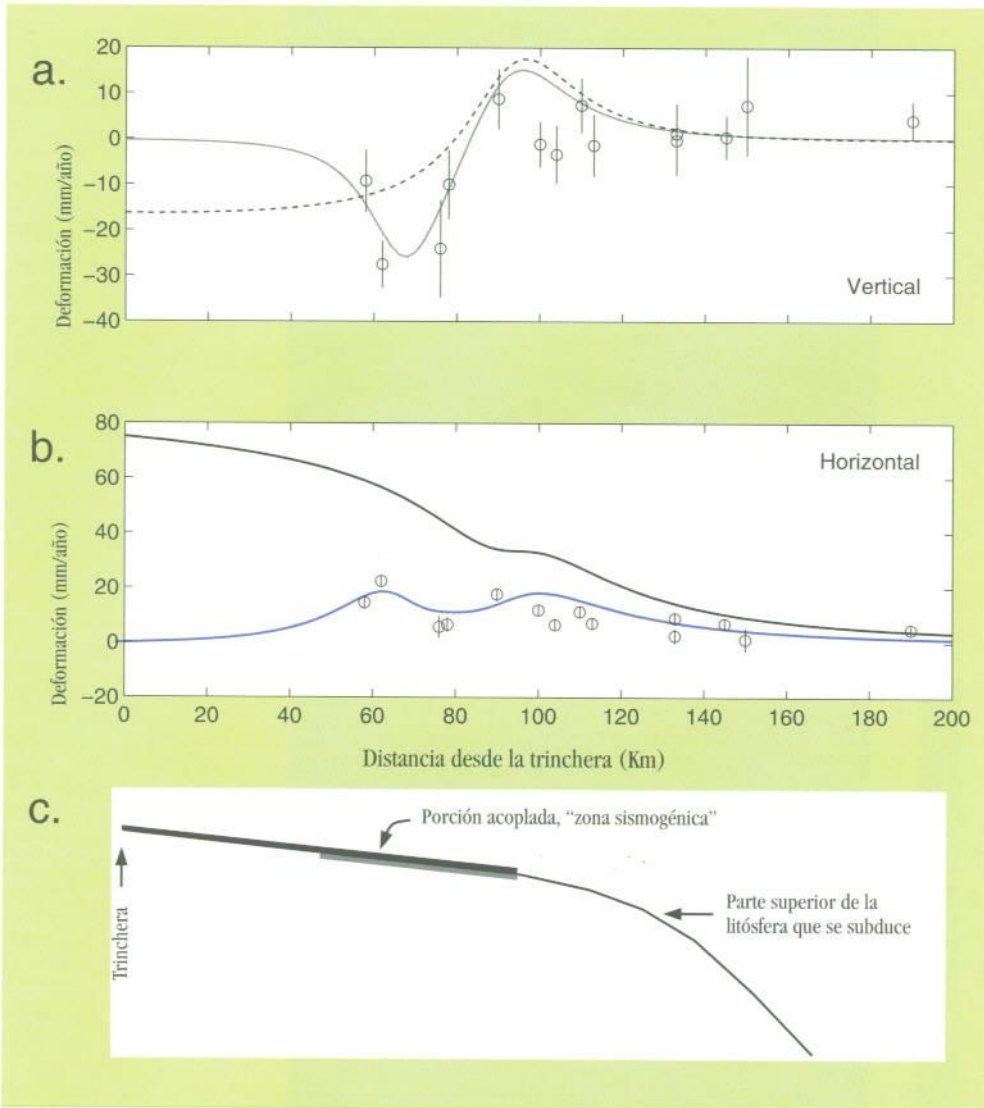 a.
20
10
0
−10
−20
−30
−40
Deformación (mm/año)
Vertical
b.
80
60
40
20
0
−20
Deformación (mm/año)
Horizontal
0 20 40 60 80 100 120 140 160 180 200
Distancia desde la trinchera (Km)
c.
Porción acoplada, “zona sismogénica”
Trinchera
Parte superior de la
litósfera que se subduce